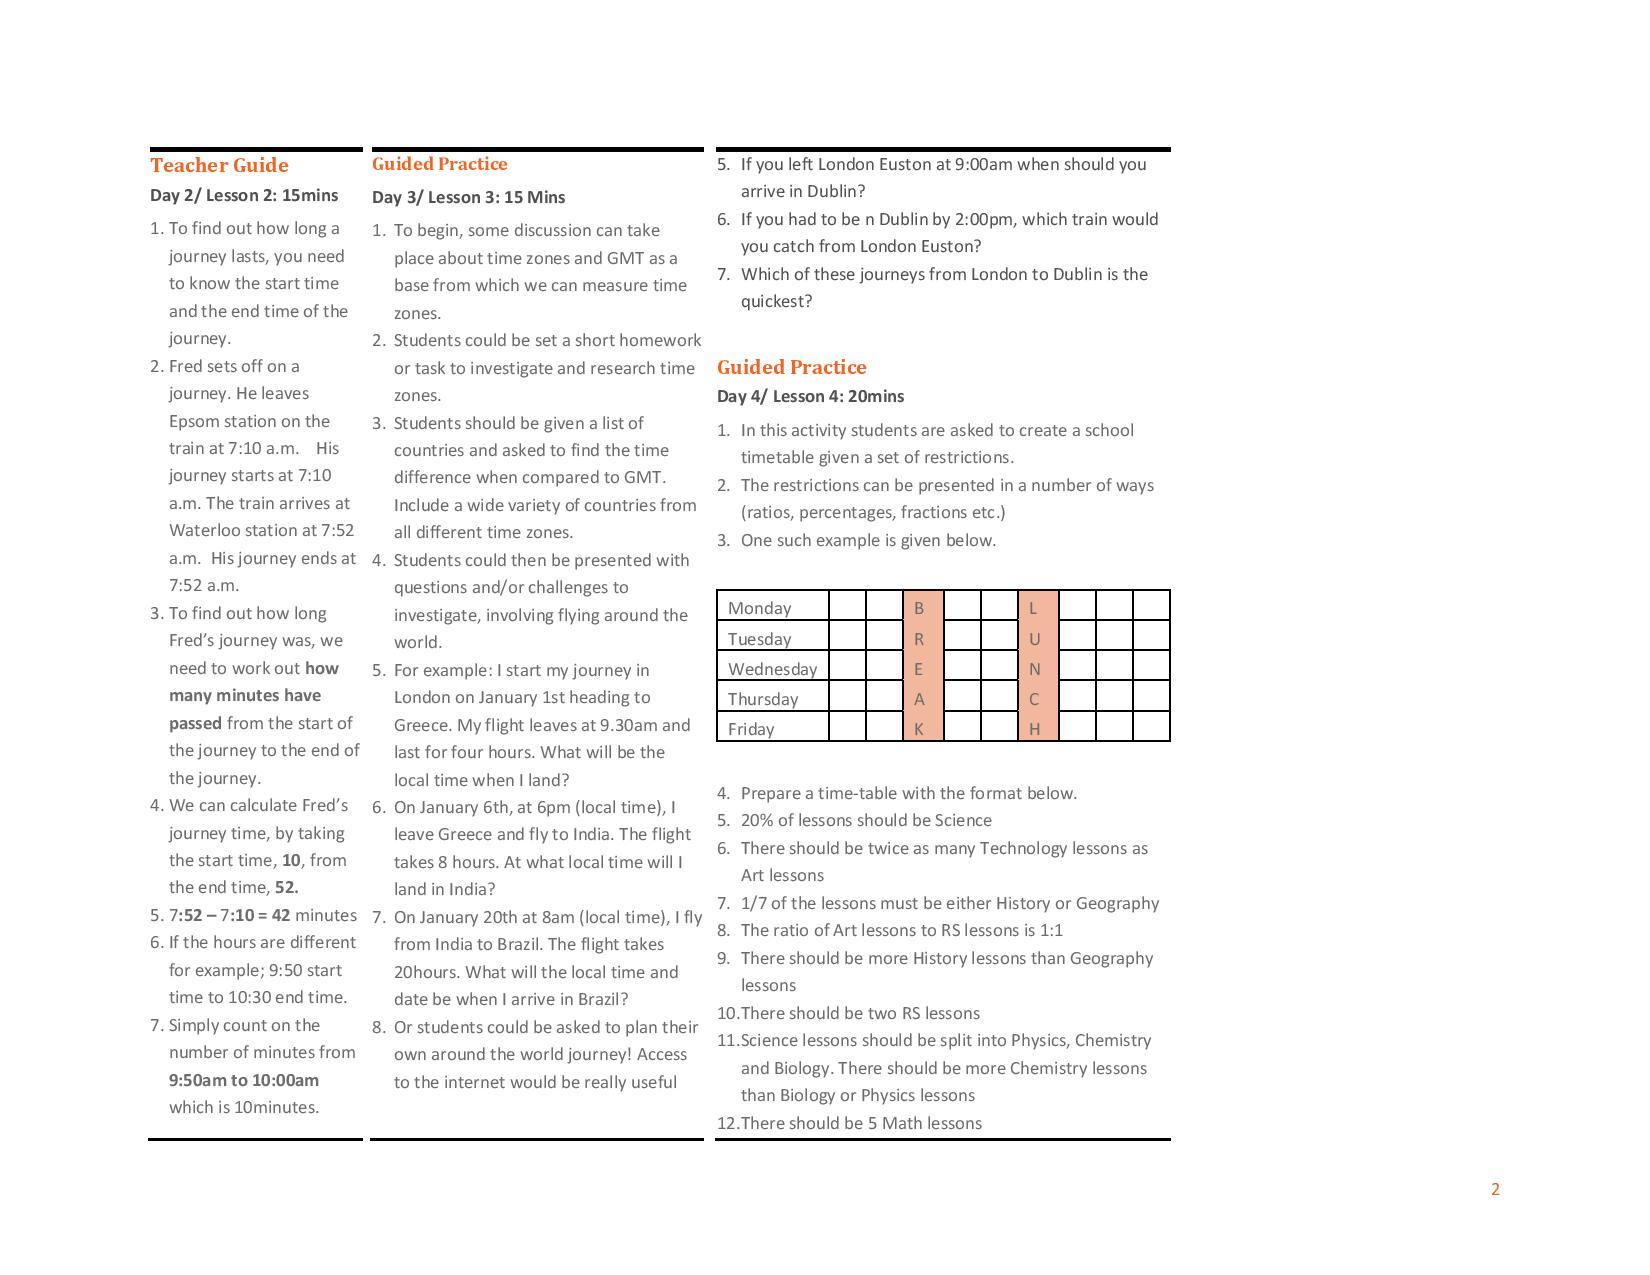 Teacher Guide
Day 2/ Lesson 2: 15mins
1. To find out how long a
journey lasts, you need
to know the start time
and the end time of the
journey.
2. Fred sets off on a
journey. He leaves
Epsom station on the
train at 7:10 a.m. His
journey starts at 7:10
a.m. The train arrives at
Waterloo station at 7:52
a.m. His journey ends at
7:52 a.m.
3. To find out how long
Fred's journey was, we
need to work out how
many minutes have
passed from the start of
the journey to the end of
the journey.
4. We can calculate Fred's
journey time, by taking
the start time, 10, from
the end time, 52.
5. 7:52 – 7:10 = 42 minutes
6. If the hours are different
for example; 9:50 start
time to 10:30 end time.
7. Simply count on the
number of minutes from
9:50am to 10:00am
which is 10minutes.
Guided Practice
Day 3/ Lesson 3: 15 Mins
1. To begin, some discussion can take
place about time zones and GMT as a
base from which we can measure time
zones.
2. Students could be set a short homework
or task to investigate and research time
zones.
3. Students should be given a list of
countries and asked to find the time
difference when compared to GMT.
Include a wide variety of countries from
all different time zones.
4. Students could then be presented with
questions and/or challenges to
investigate, involving flying around the
world.
5. For example: I start my journey in
London on January 1st heading to
Greece. My flight leaves at 9.30am and
last for four hours. What will be the
local time when I land?
6. On January 6th, at 6pm (local time), I
leave Greece and fly to India. The flight
takes 8 hours. At what local time will I
land in India?
7. On January 20th at 8am (local time), I fly
from India to Brazil. The flight takes
20hours. What will the local time and
date be when I arrive in Brazil?
8. Or students could be asked to plan their
own around the world journey! Access
to the internet would be really useful
5. If you left London Euston at 9:00am when should you
arrive in Dublin?
6. If you had to be n Dublin by 2:00pm, which train would
you catch from London Euston?
7. Which of these journeys from London to Dublin is the
quickest?
Guided Practice
Day 4/ Lesson 4: 20mins
1. In this activity students are asked to create a school
timetable given a set of restrictions.
2. The restrictions can be presented in a number of ways
(ratios, percentages, fractions etc.)
3. One such example is given below.
Monday B L
Tuesday R U
Wednesday E N
Thursday A C
Friday K H
4. Prepare a time-table with the format below.
5. 20% of lessons should be Science
6. There should be twice as many Technology lessons as
Art lessons
7. 1/7 of the lessons must be either History or Geography
8. The ratio of Art lessons to RS lessons is 1:1
9. There should be more History lessons than Geography
lessons
10.There should be two RS lessons
11.Science lessons should be split into Physics, Chemistry
and Biology. There should be more Chemistry lessons
than Biology or Physics lessons
12.There should be 5 Math lessons
2